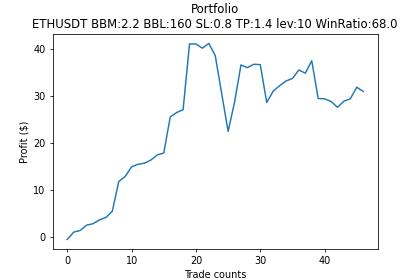 Portfolio
ETHUSDT BBM:2.2 BBL:160 SL:0.8 TP:1.4 lev:10 WinRatio:68.0
40
30
20
10
0
Profit ($)
0 10 20 30 40
Trade counts